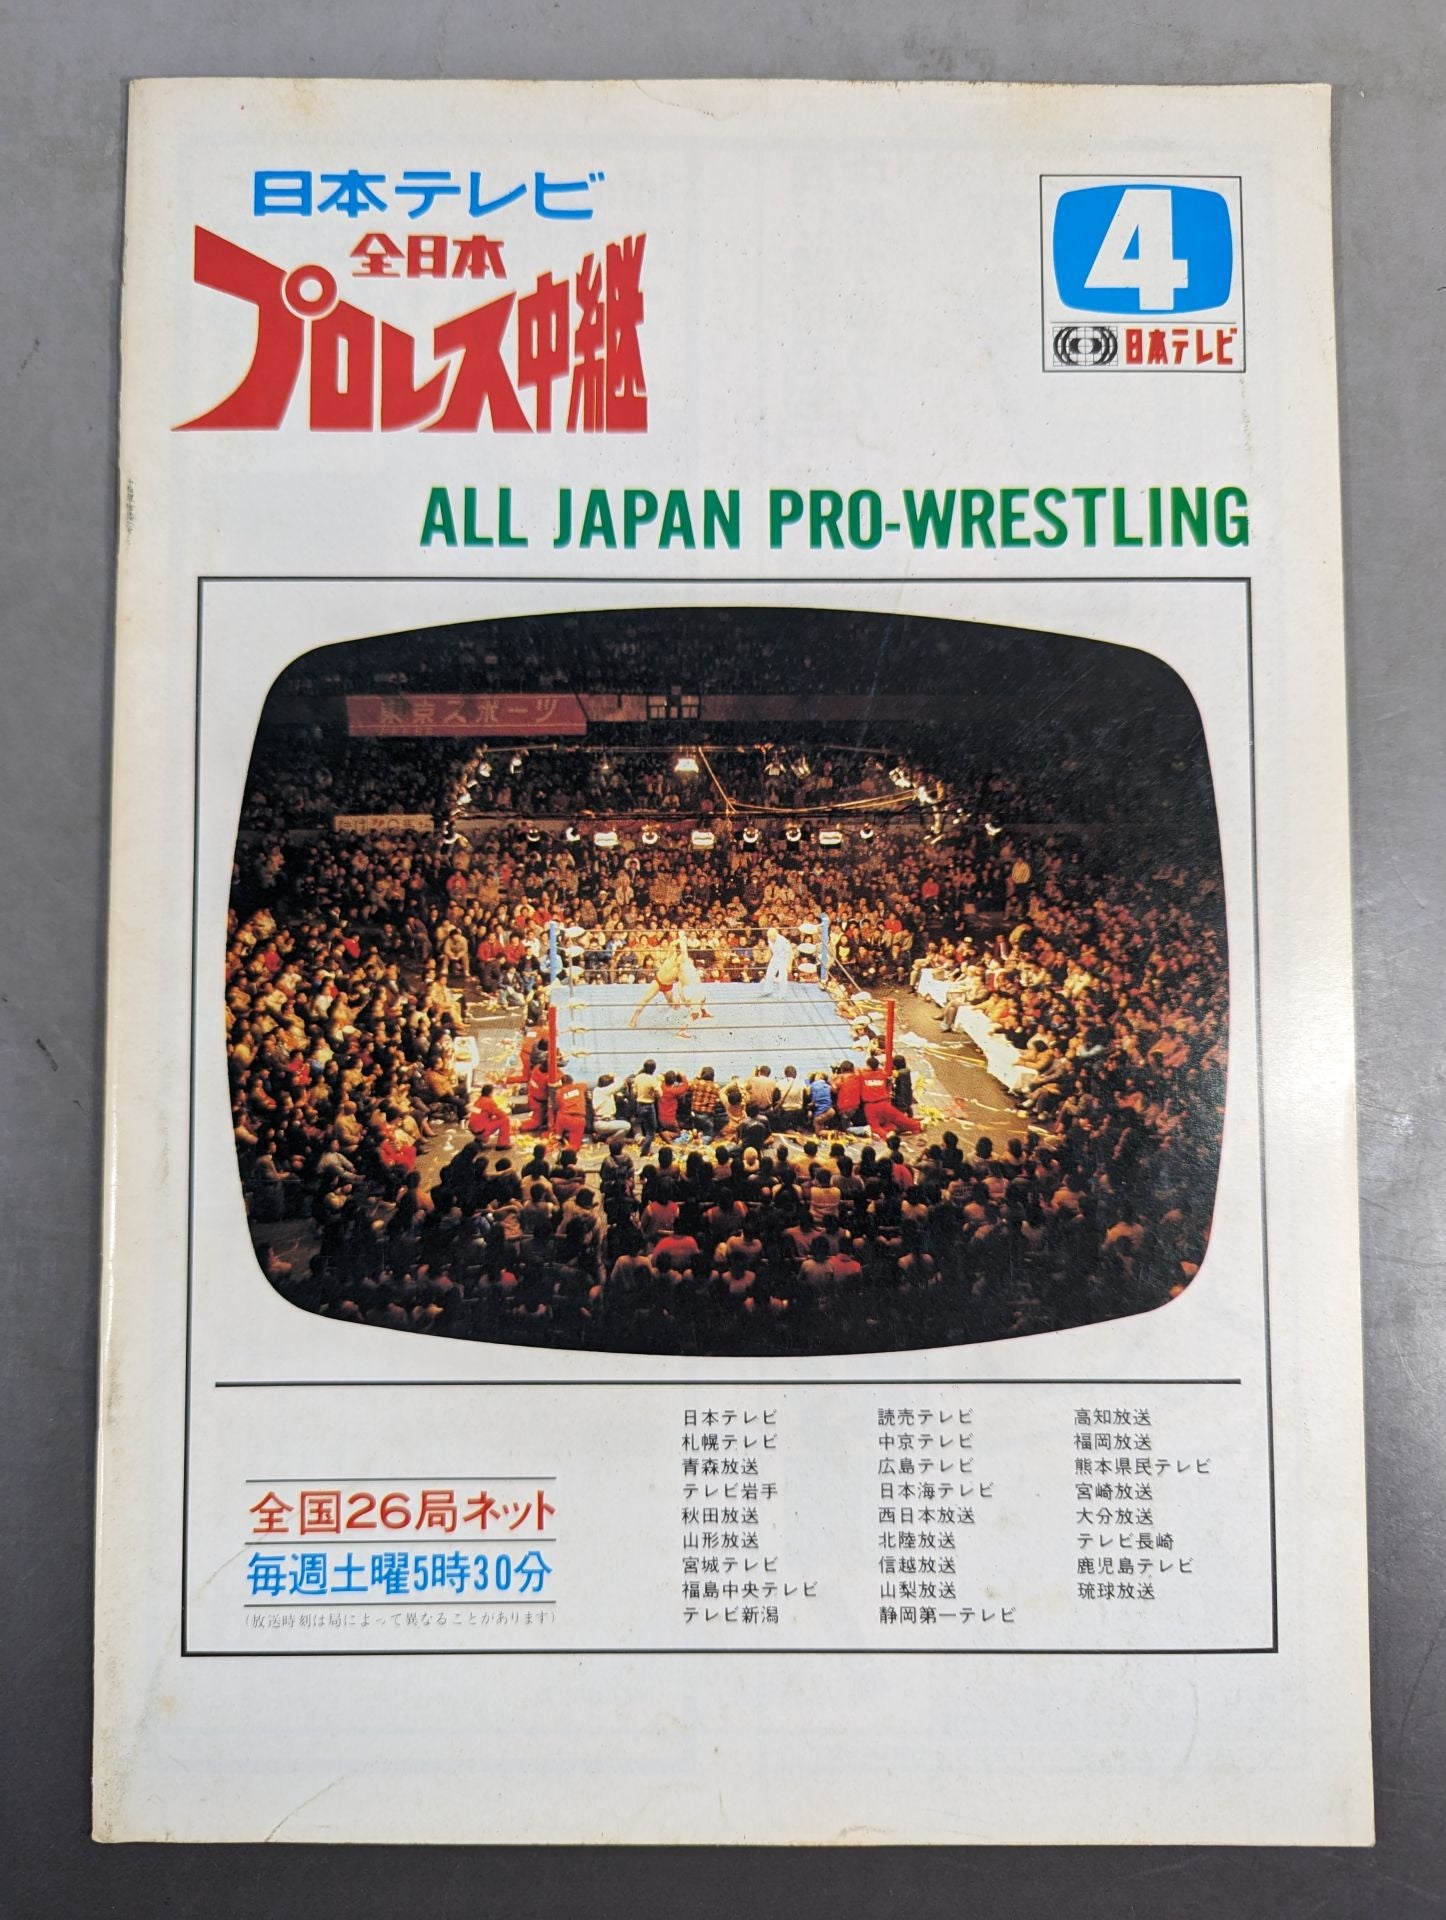 日本テレビ
全日本
プロレス中継
4
日本テレビ
ALL JAPAN PRO-WRESTLING
東京スポーツ
全国26局ネット
毎週土曜5時30分
(放送時刻は局によって異なることがあります)
日本テレビ
札幌テレビ
青森放送
テレビ岩手
秋田放送
山形放送
宮城テレビ
福島中央テレビ
テレビ新潟
読売テレビ
中京テレビ
広島テレビ
日本海テレビ
西日本放送
北陸放送
信越放送
山梨放送
静岡第一テレビ
高知放送
福岡放送
熊本県民テレビ
宮崎放送
大分放送
テレビ長崎
鹿児島テレビ
琉球放送